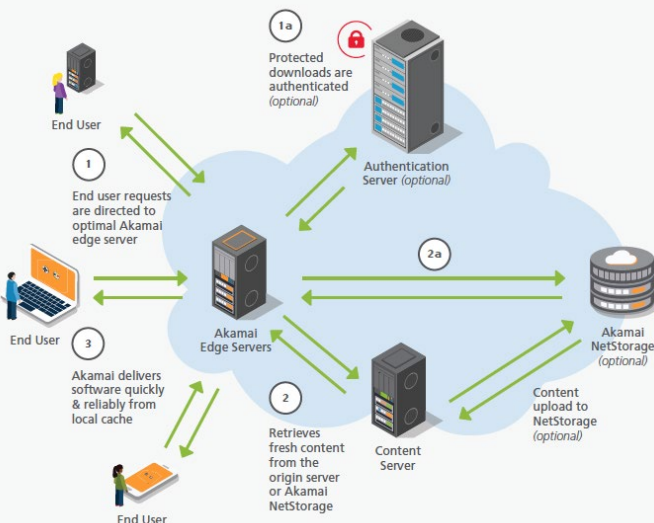 1a
Protected
downloads are
authenticated
(optional)
End User
Authentication
Server (optional)
1
End user requests
are directed to
optimal Akamai
edge server
2a
End User
Akamai
Edge Servers
Akamai
NetStorage
(optional)
3
Akamai delivers
software quickly
& reliably from
local cache
2
Retrieves
fresh content
from the
origin server
or Akamai
NetStorage
Content
Server
Content
upload to
NetStorage
(optional)
End User